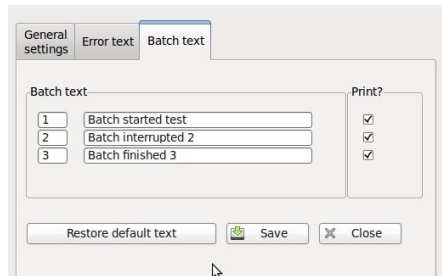 General settings Error text Batch text
Batch text Print?
1 Batch started test
2 Batch interrupted 2
3 Batch finished 3
Restore default text Save Close